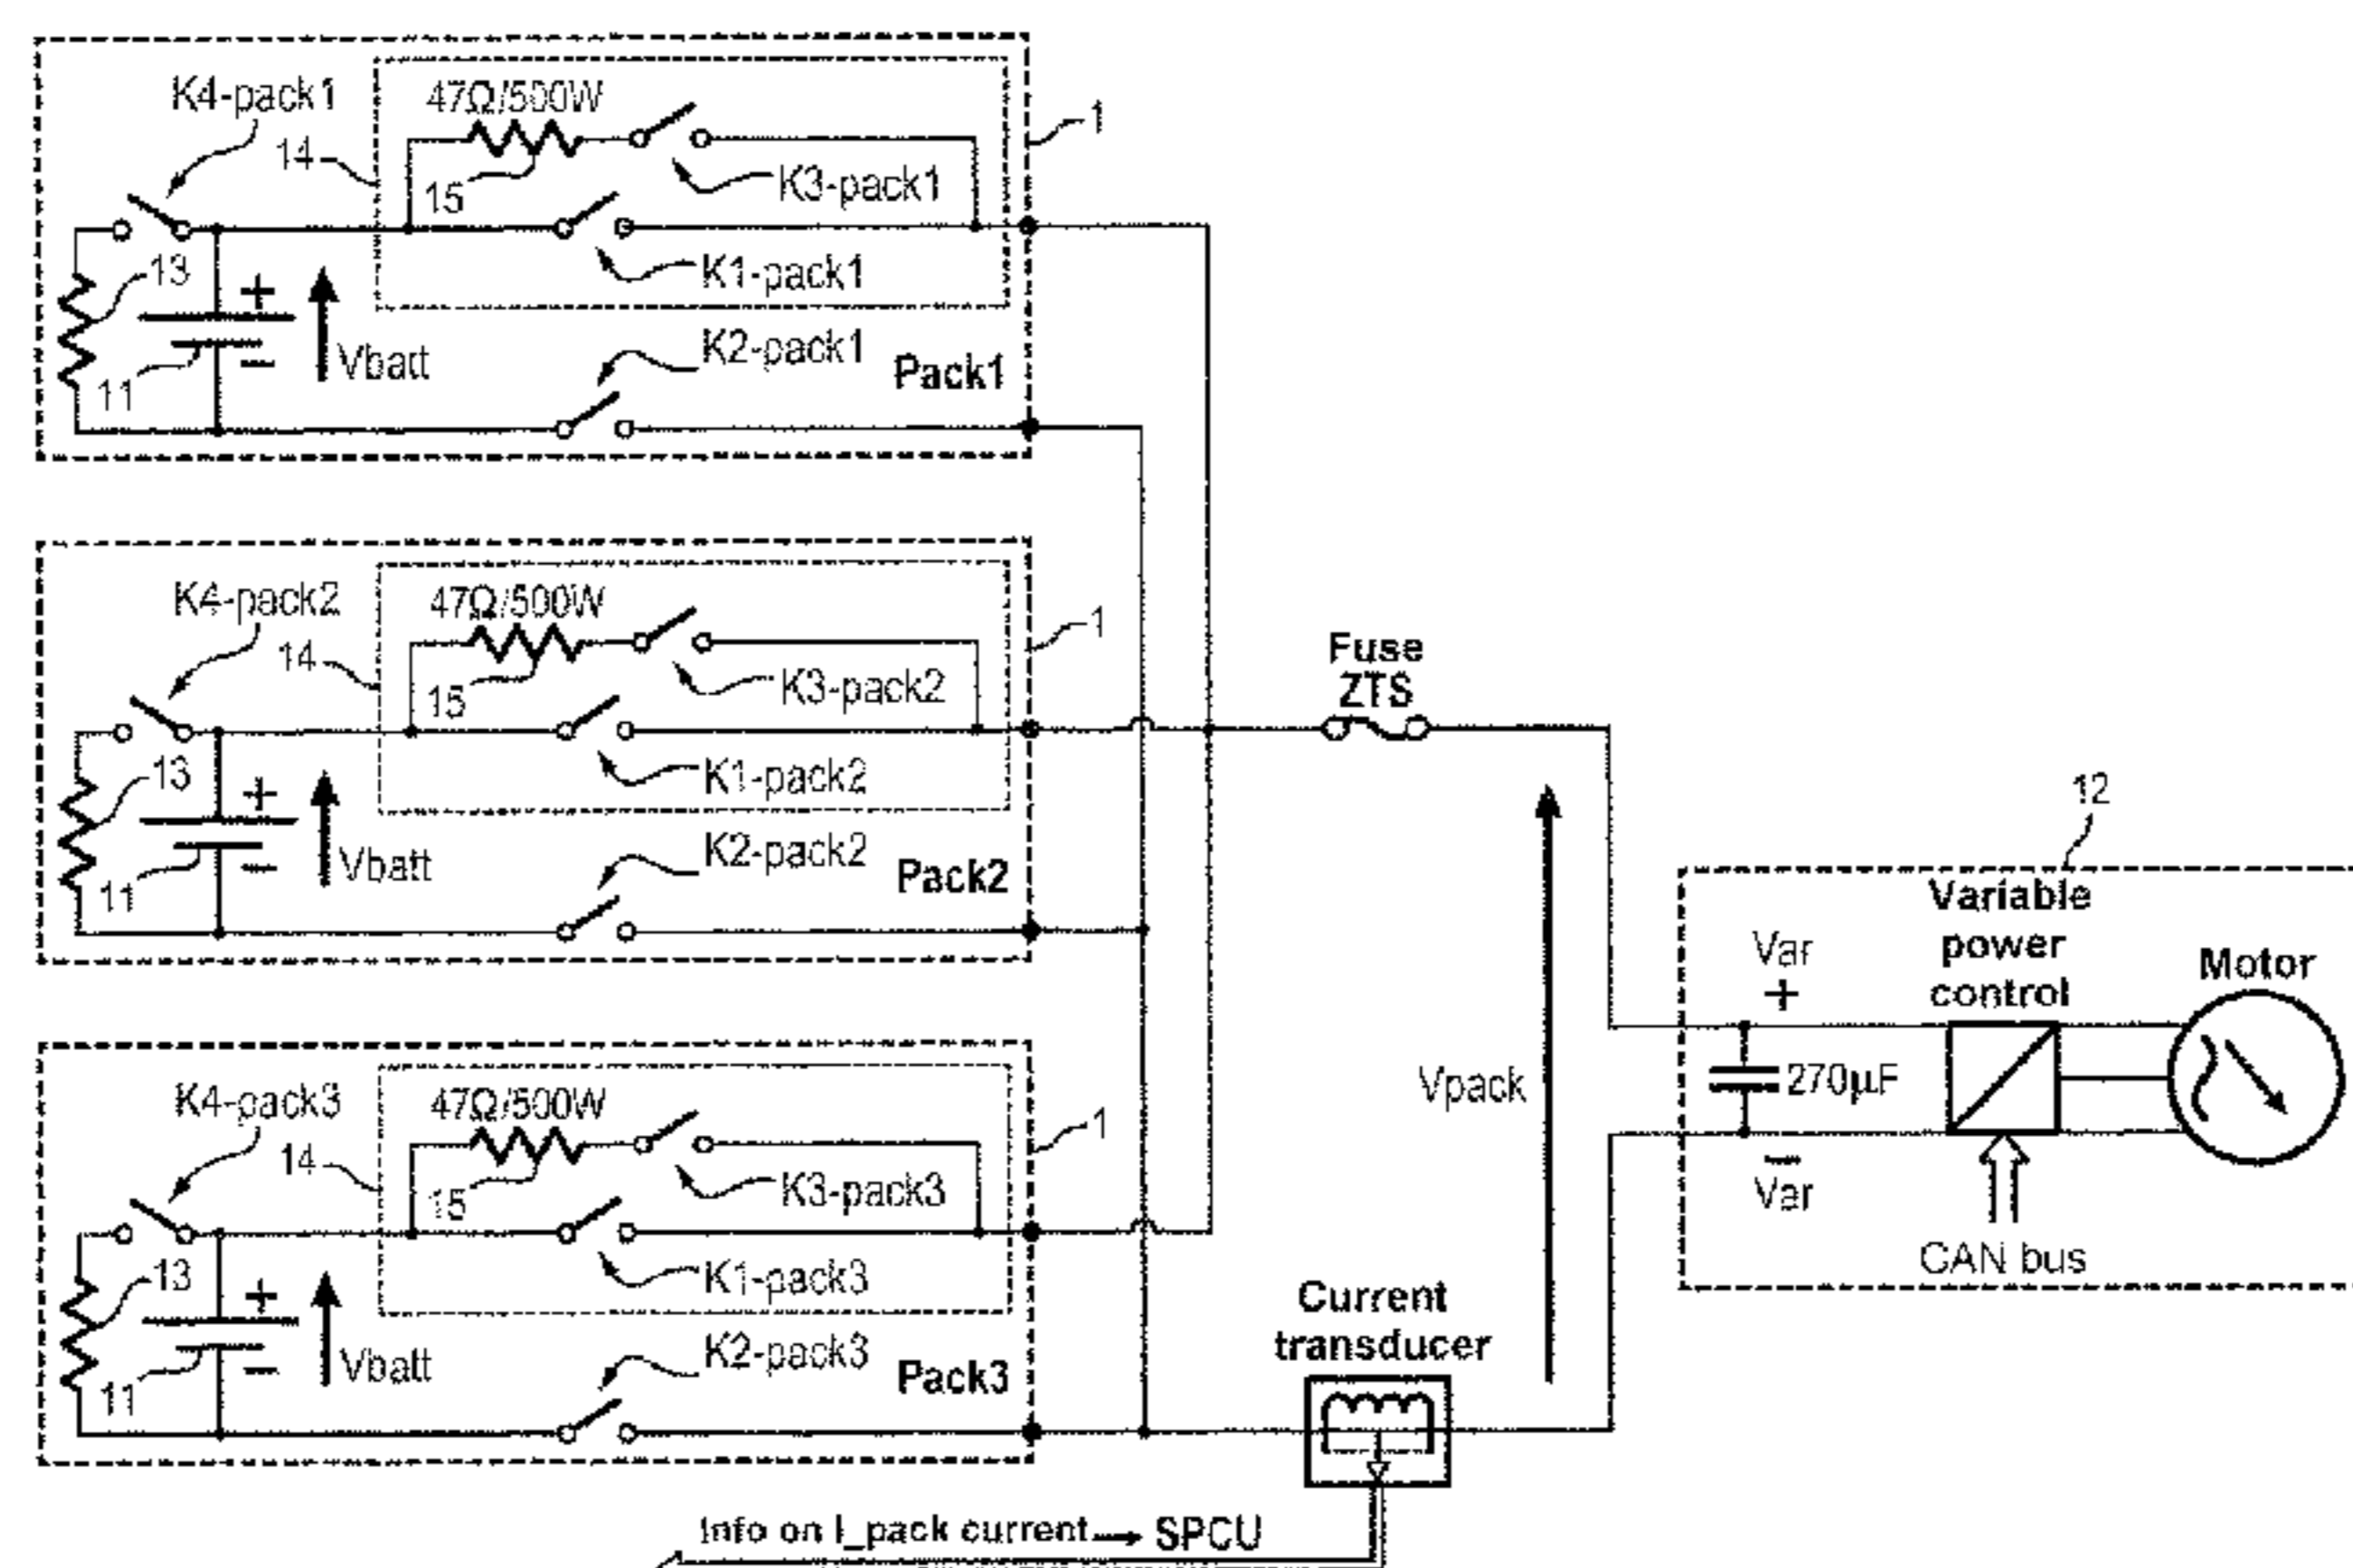 K4-pack1
47Ω/500W
1
14
15
K3-pack1
13
+
K1-pack1
K2-pack1
Vbatt
−
11
Pack1
K4-pack2
47Ω/500W
1
14
15
K3-pack2
13
+
K1-pack2
K2-pack2
Vbatt
−
11
Pack2
Fuse
ZTS
12
Variable
power
control
Var
+
Motor
270µF
−
Var
CAN bus
Vpack
K4-pack3
47Ω/500W
1
14
15
K3-pack3
13
+
K1-pack3
K2-pack3
Vbatt
−
11
Pack3
Current
transducer
Info on I_pack current → SPCU